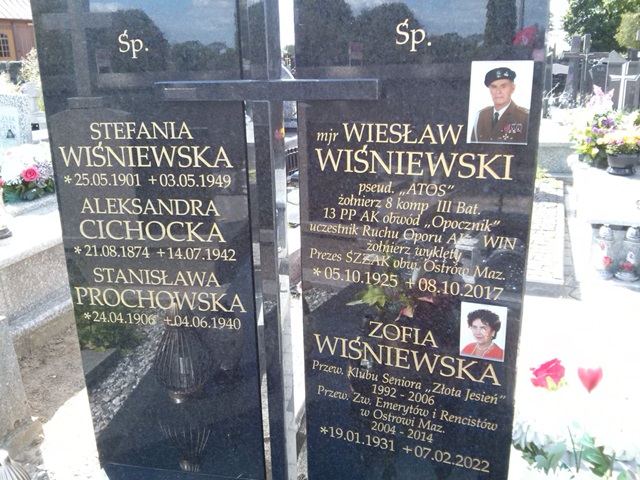 Śp.
STEFANIA
WIŚNIEWSKA
*25.05.1901 +03.05.1949
ALEKSANDRA
CICHOCKA
*21.08.1874 +14.07.1942
STANISŁAWA
PROCHOWSKA
*24.04.1906 +04.06.1940
Śp.
mjr WIESŁAW
WIŚNIEWSKI
pseud. „ATOS”
żołnierz 8 komp III Bat.
13 PP AK obwód „Opocznik”
uczestnik Ruchu Oporu AK - WIN
żołnierz wyklęty
Prezes ŚZŻAK obw. Ostrów Maz.
*05.10.1925 +08.10.2017
ZOFIA
WIŚNIEWSKA
Przew. Klubu Seniora „Złota Jesień”
1992 - 2006
Przew. Zw. Emerytów i Rencistów
w Ostrowi Maz.
2004 - 2014
*19.01.1931 +07.02.2022